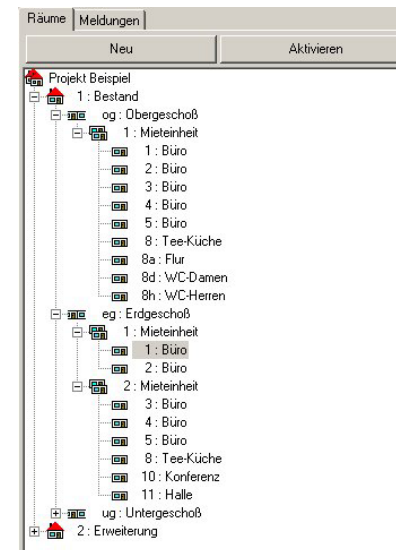 Räume Meldungen
Neu Aktivieren
Projekt Beispiel
1 : Bestand
og : Obergeschoß
1 : Mieteinheit
1 : Büro
2 : Büro
3 : Büro
4 : Büro
5 : Büro
8 : Tee-Küche
8a : Flur
8d : WC-Damen
8h : WC-Herren
eg : Erdgeschoß
1 : Mieteinheit
1 : Büro
2 : Büro
2 : Mieteinheit
3 : Büro
4 : Büro
5 : Büro
8 : Tee-Küche
10 : Konferenz
11 : Halle
ug : Untergeschoß
2 : Erweiterung